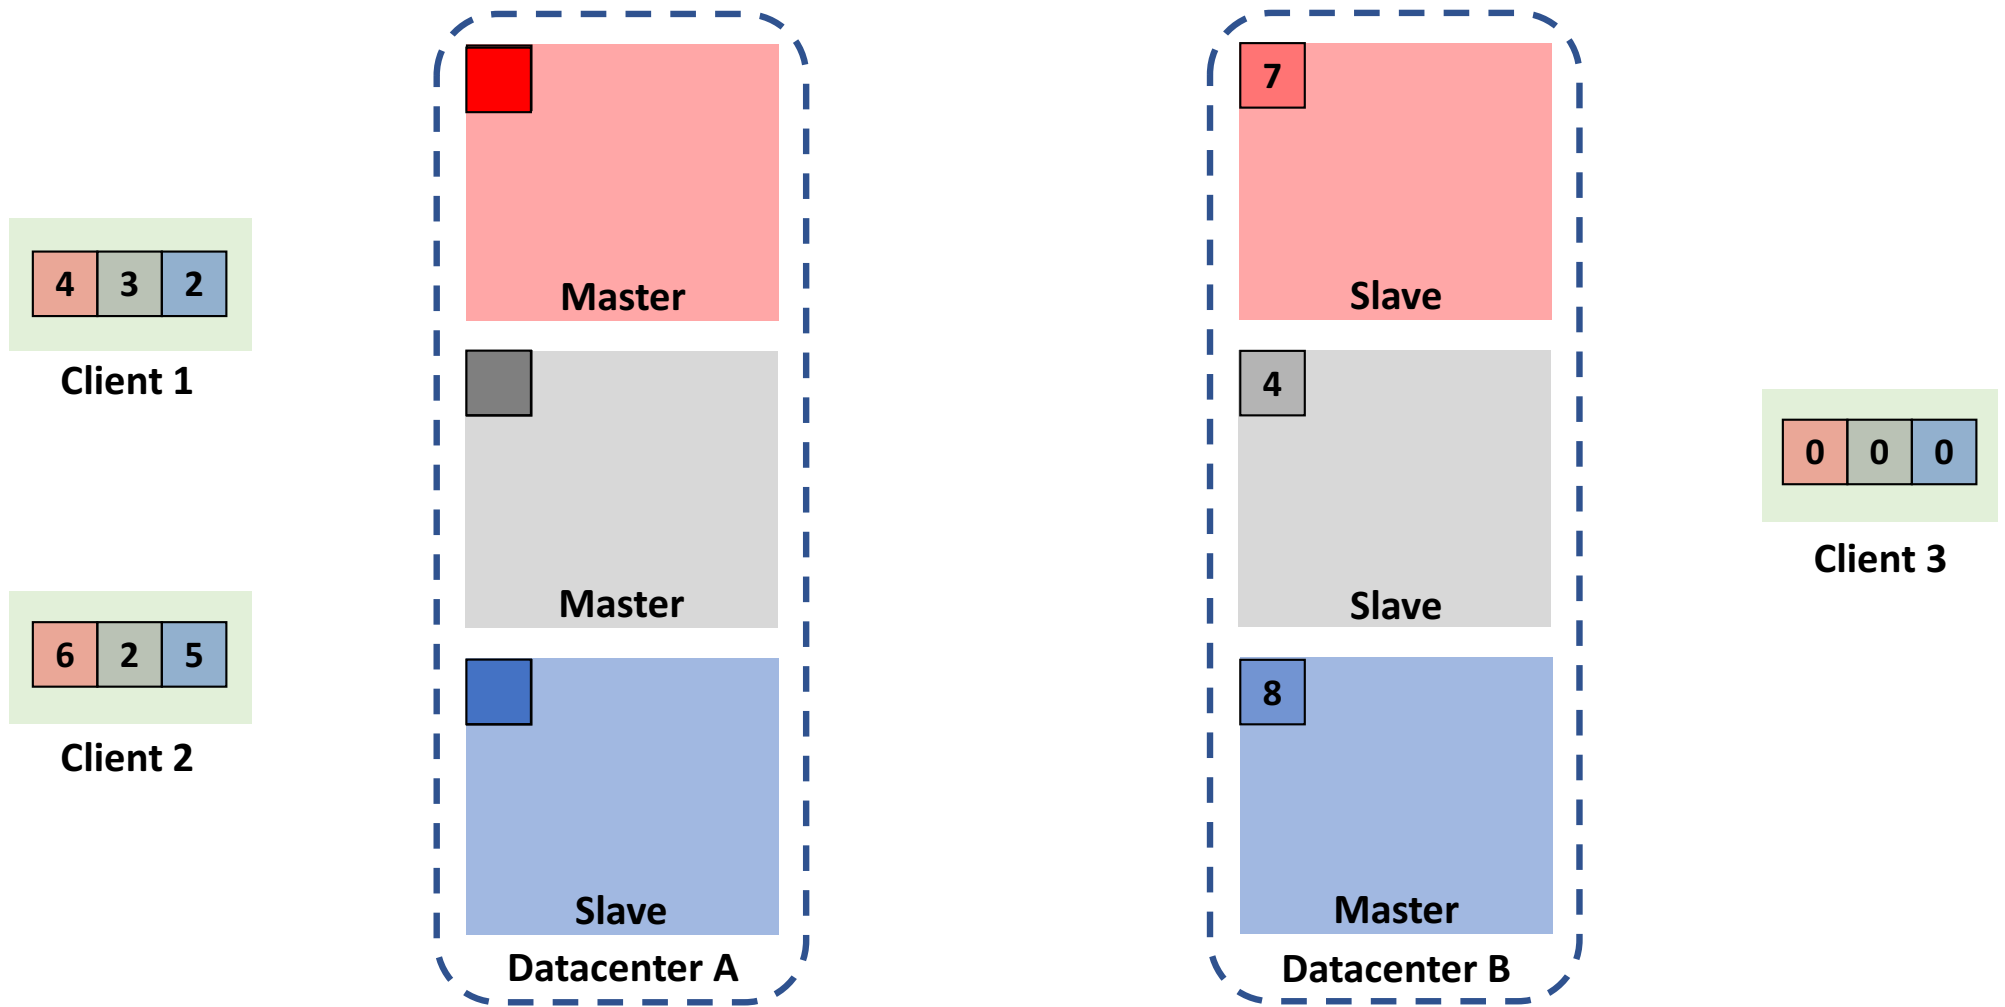 4 3 2
Client 1
6 2 5
Client 2
Master
Master
Slave
Datacenter A
7
Slave
4
Slave
8
Master
Datacenter B
0 0 0
Client 3